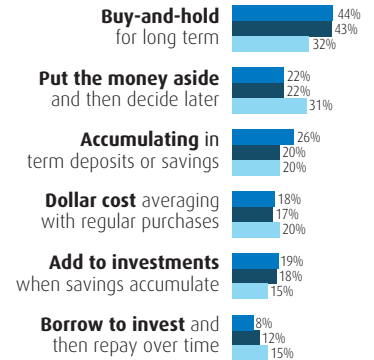 Buy-and-hold
for long term
44%
43%
32%
Put the money aside
and then decide later
22%
22%
31%
Accumulating in
term deposits or savings
26%
20%
20%
Dollar cost averaging
with regular purchases
18%
17%
20%
Add to investments
when savings accumulate
19%
18%
15%
Borrow to invest and
then repay over time
8%
12%
15%